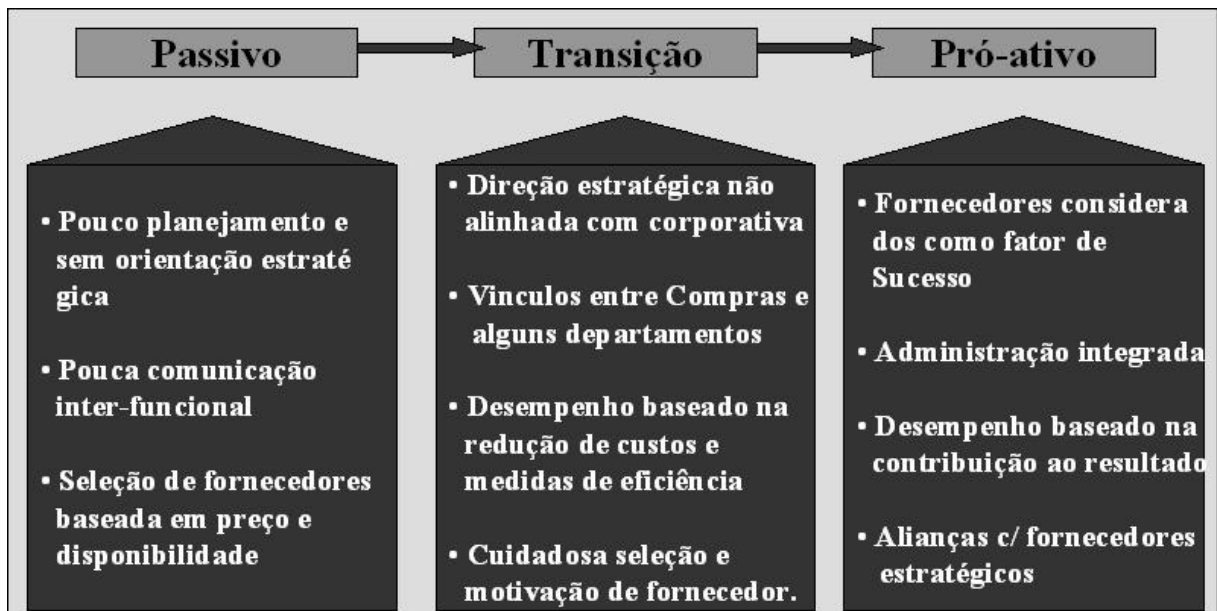 Passivo
Transição
Pró-ativo
• Pouco planejamento e
sem orientação estraté
gica
• Pouca comunicação
inter-funcional
• Seleção de fornecedores
baseada em preço e
disponibilidade
• Direção estratégica não
alinhada com corporativa
• Vinculos entre Compras e
alguns departamentos
• Desempenho baseado na
redução de custos e
medidas de eficiência
• Cuidadosa seleção e
motivação de fornecedor.
• Fornecedores considera
dos como fator de
Sucesso
• Administração integrada
• Desempenho baseado na
contribuição ao resultado
• Alianças c/ fornecedores
estratégicos